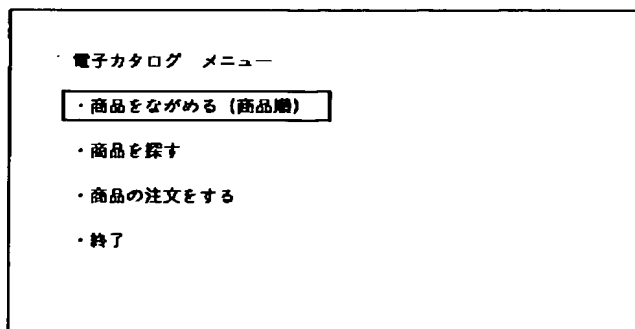 電子カタログ メニュー
・商品をながめる（商品順）
・商品を探す
・商品の注文をする
・終了